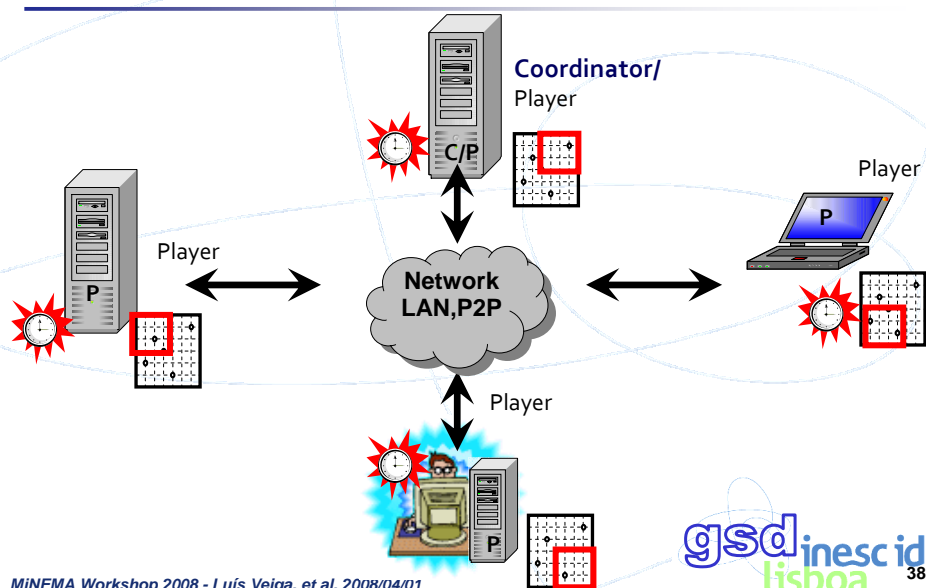 Coordinator/
Player
C/P
Player
P
Player
P
Network
LAN,P2P
Player
P
MiNEMA Workshop 2008 - Luís Veiga, et al. 2008/04/01
gsd inesc id
lisboa
38